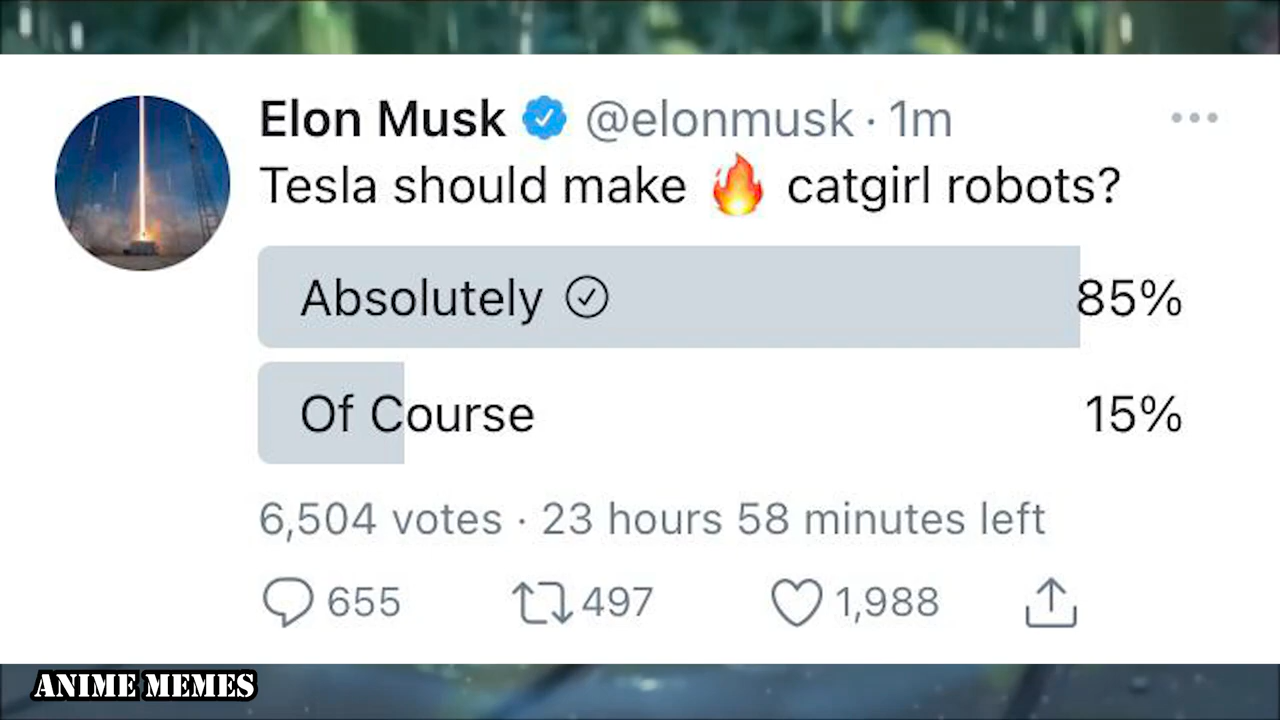 Elon Musk @elonmusk · 1m
Tesla should make 🔥 catgirl robots?
Absolutely 85%
Of Course 15%
6,504 votes · 23 hours 58 minutes left
655 497 1,988
ANIME MEMES